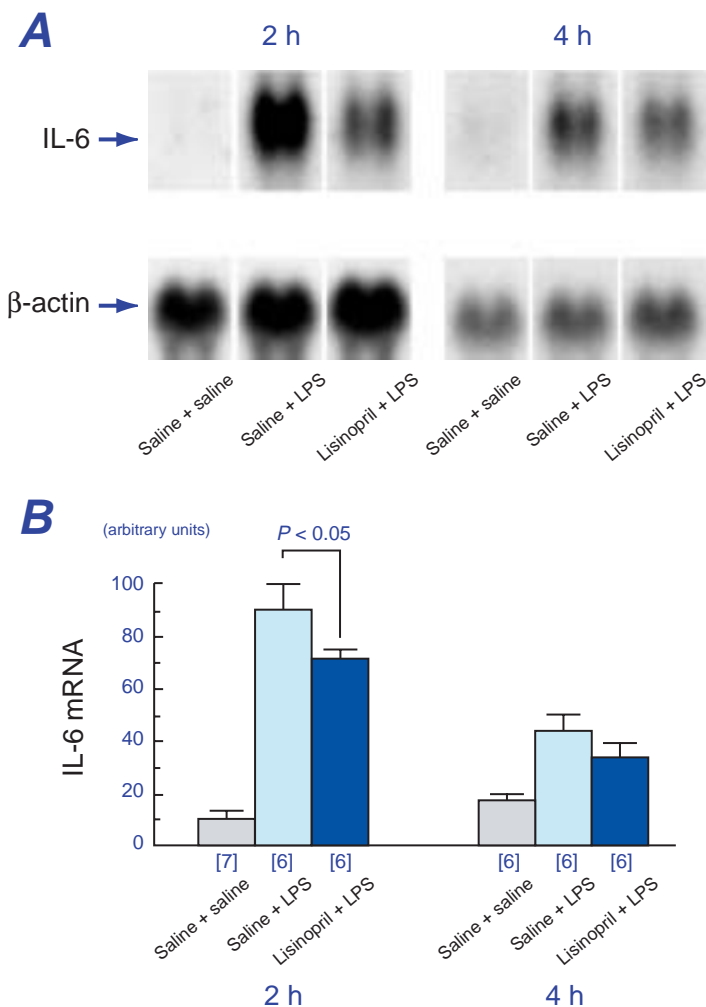 A
2 h 4 h
IL-6
β-actin
Saline + saline Saline + LPS Lisinopril + LPS Saline + saline Saline + LPS Lisinopril + LPS
B
(arbitrary units)
P < 0.05
IL-6 mRNA
100
80
60
40
20
0
[7] [6] [6] [6] [6] [6]
Saline + saline Saline + LPS Lisinopril + LPS Saline + saline Saline + LPS Lisinopril + LPS
2 h 4 h